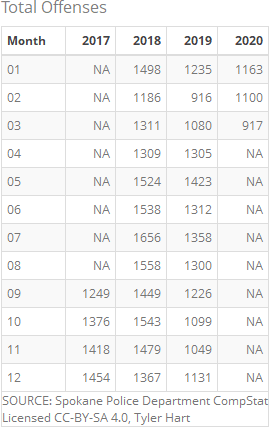 Total Offenses
Month 2017 2018 2019 2020
01 NA 1498 1235 1163
02 NA 1186 916 1100
03 NA 1311 1080 917
04 NA 1309 1305 NA
05 NA 1524 1423 NA
06 NA 1538 1312 NA
07 NA 1656 1358 NA
08 NA 1558 1300 NA
09 1249 1449 1226 NA
10 1376 1543 1099 NA
11 1418 1479 1049 NA
12 1454 1367 1131 NA
SOURCE: Spokane Police Department CompStat
Licensed CC-BY-SA 4.0, Tyler Hart